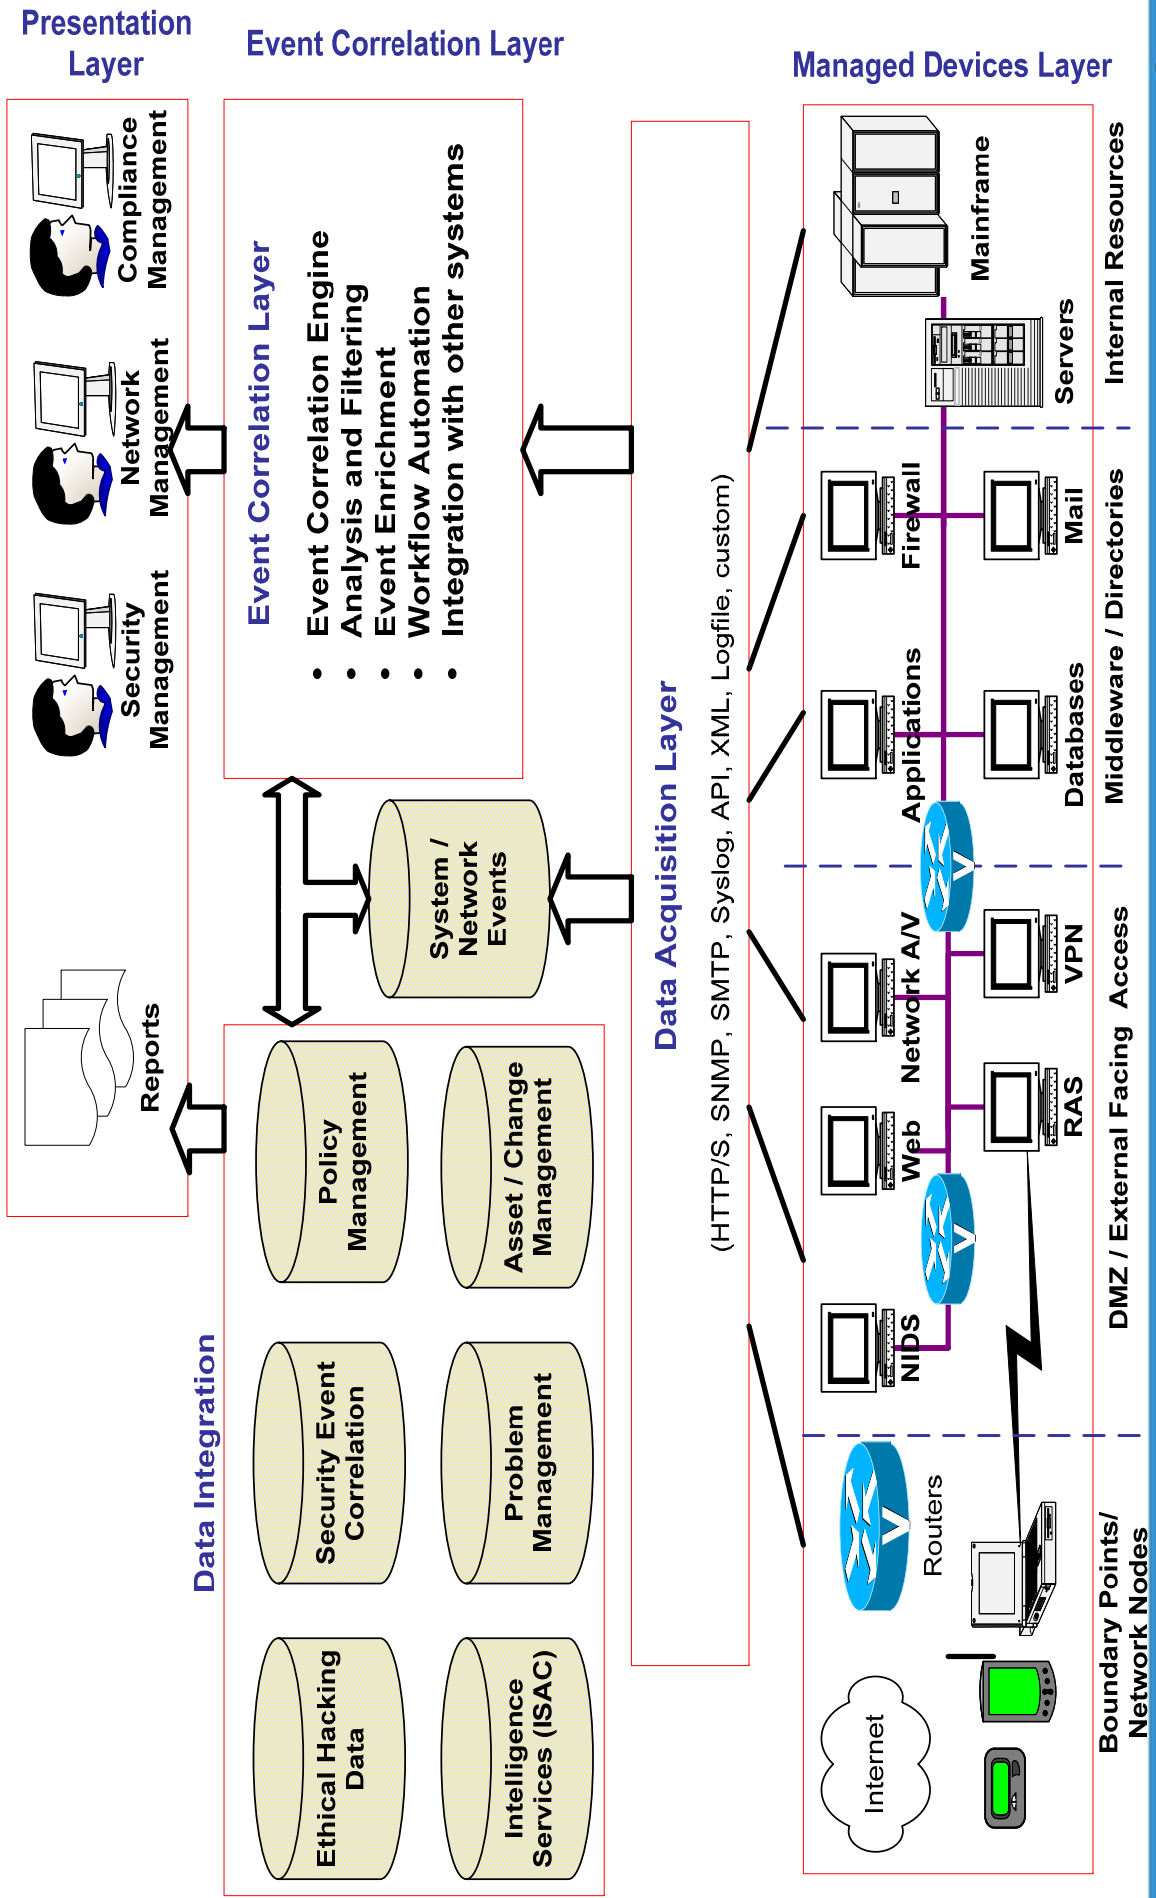 Presentation
Layer
Event Correlation Layer
Managed Devices Layer
Compliance
Management
Network
Management
Security
Management
Reports
Event Correlation Layer
• Event Correlation Engine
• Analysis and Filtering
• Event Enrichment
• Workflow Automation
• Integration with other systems
System /
Network
Events
Data Integration
Policy
Management
Asset / Change
Management
Security Event
Correlation
Problem
Management
Ethical Hacking
Data
Intelligence
Services (ISAC)
Data Acquisition Layer
(HTTP/S, SNMP, SMTP, Syslog, API, XML, Logfile, custom)
Mainframe
Servers
Internal Resources
Firewall
Mail
Applications
Databases
Middleware / Directories
V
Network A/V
VPN
Web
RAS
V
NIDS
DMZ / External Facing Access
V
Routers
Internet
Boundary Points/
Network Nodes